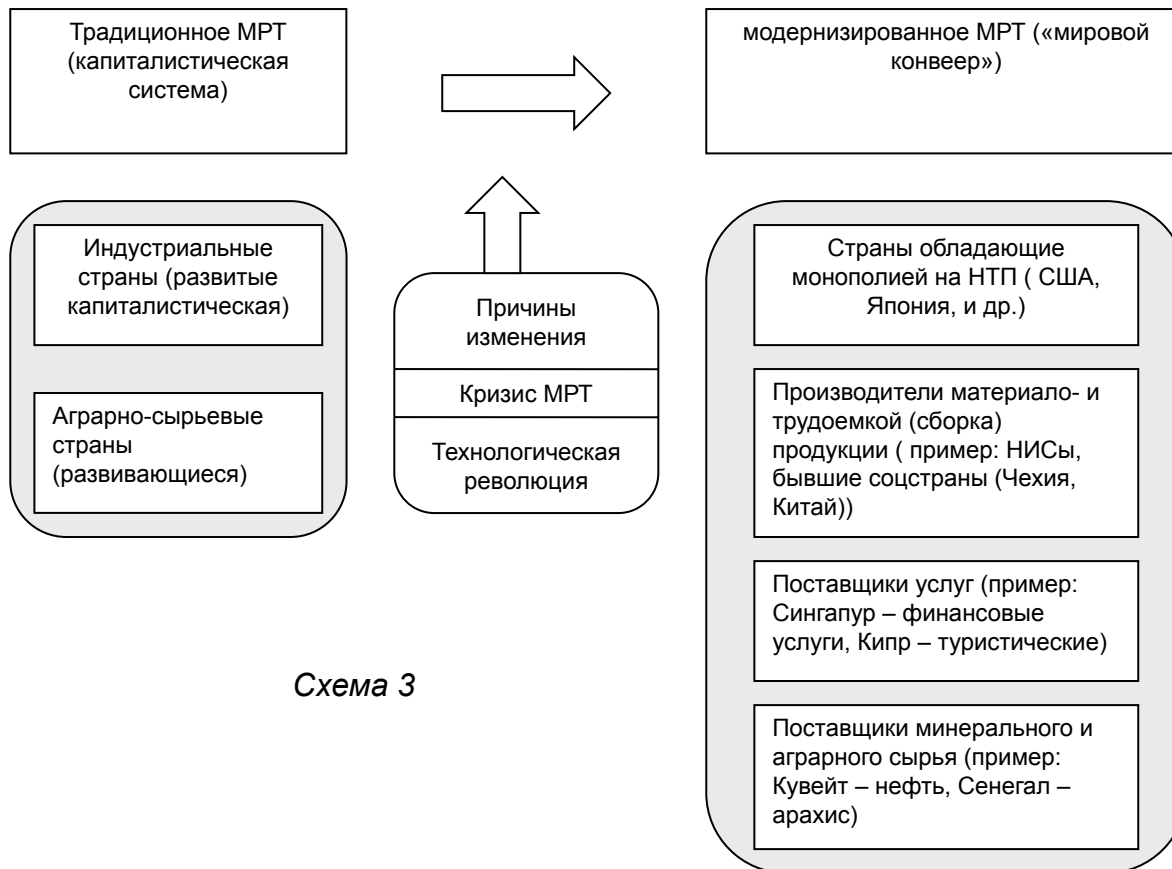 Традиционное МРТ
(капиталистическая
система)
модернизированное МРТ («мировой
конвеер»)
Индустриальные
страны (развитые
капиталистическая)
Аграрно-сырьевые
страны
(развивающиеся)
Причины
изменения
Кризис МРТ
Технологическая
революция
Страны обладающие
монополией на НТП ( США,
Япония, и др.)
Производители материало- и
трудоемкой (сборка)
продукции ( пример: НИСы,
бывшие соцстраны (Чехия,
Китай))
Поставщики услуг (пример:
Сингапур – финансовые
услуги, Кипр – туристические)
Поставщики минерального и
аграрного сырья (пример:
Кувейт – нефть, Сенегал –
арахис)
Схема 3